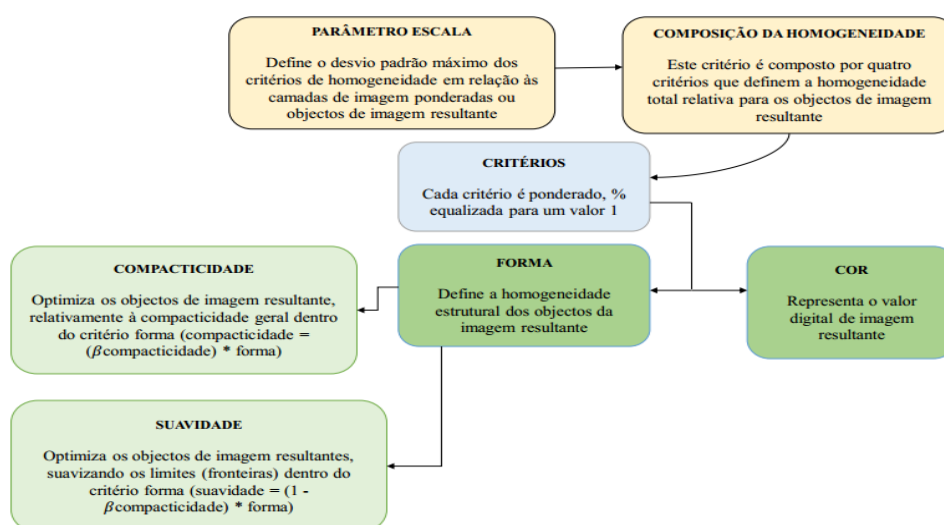 PARÂMETRO ESCALA
Define o desvio padrão máximo dos
critérios de homogeneidade em relação às
camadas de imagem ponderadas ou
objectos de imagem resultante
COMPOSIÇÃO DA HOMOGENEIDADE
Este critério é composto por quatro
critérios que definem a homogeneidade
total relativa para os objectos de imagem
resultante
CRITÉRIOS
Cada critério é ponderado, %
equalizada para um valor 1
COMPACTICIDADE
Optimiza os objectos de imagem resultante,
relativamente à compacticidade geral dentro
do critério forma (compacticidade =
(βcompacticidade) * forma)
FORMA
Define a homogeneidade
estrutural dos objectos da
imagem resultante
COR
Representa o valor
digital de imagem
resultante
SUAVIDADE
Optimiza os objectos de imagem resultantes,
suavizando os limites (fronteiras) dentro do
critério forma (suavidade = (1 -
βcompacticidade) * forma)